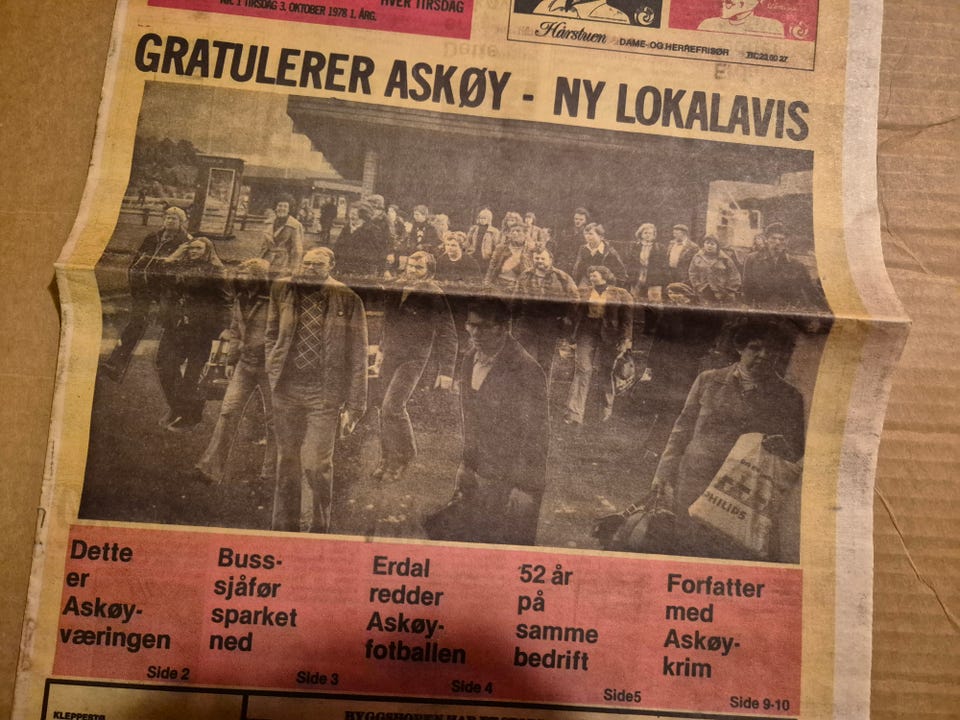 NR. 1 TIRSDAG 3. OKTOBER 1978 1. ÅRG.
HVER TIRSDAG
Hårstuen DAME- OG HERREFRISØR
GRATULERER ASKØY - NY LOKALAVIS
PHILIPS
Dette
er
Askøy-
væringen
Side 2
Buss-
sjåfør
sparket
ned
Side 3
Erdal
redder
Askøy-
fotballen
Side 4
52 år
på
samme
bedrift
Side5
Forfatter
med
Askøy-
krim
Side 9-10